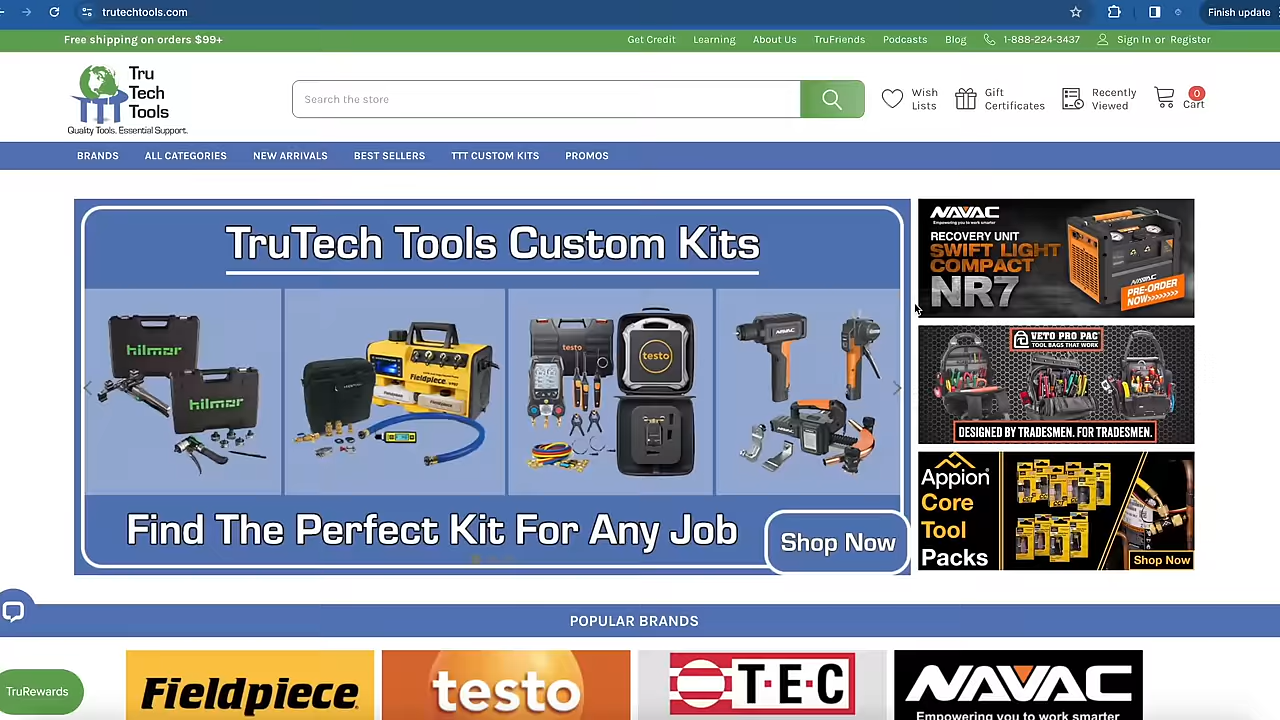 trutechtools.com
Finish update
Free shipping on orders $99+
Get Credit
Learning
About Us
TruFriends
Podcasts
Blog
1-888-224-3437
Sign In or Register
Tru
Tech
Tools
Quality Tools. Essential Support.
Search the store
Wish
Lists
Gift
Certificates
Recently
Viewed
0
Cart
BRANDS
ALL CATEGORIES
NEW ARRIVALS
BEST SELLERS
TTT CUSTOM KITS
PROMOS
TruTech Tools Custom Kits
hilmor
hilmor
Fieldpiece
testo
testo
NAVAC
Find The Perfect Kit For Any Job
Shop Now
NAVAC
Empowering you to work smarter
RECOVERY UNIT
SWIFT LIGHT
COMPACT
NR7
NAVAC
PRE-ORDER
NOW>>>>>>>
VETO PRO PAC
TOOL BAGS THAT WORK
DESIGNED BY TRADESMEN. FOR TRADESMEN.
Appion
Core
Tool
Packs
Shop Now
POPULAR BRANDS
TruRewards
Fieldpiece
testo
TEC
NAVAC
Empowering you to work smarter